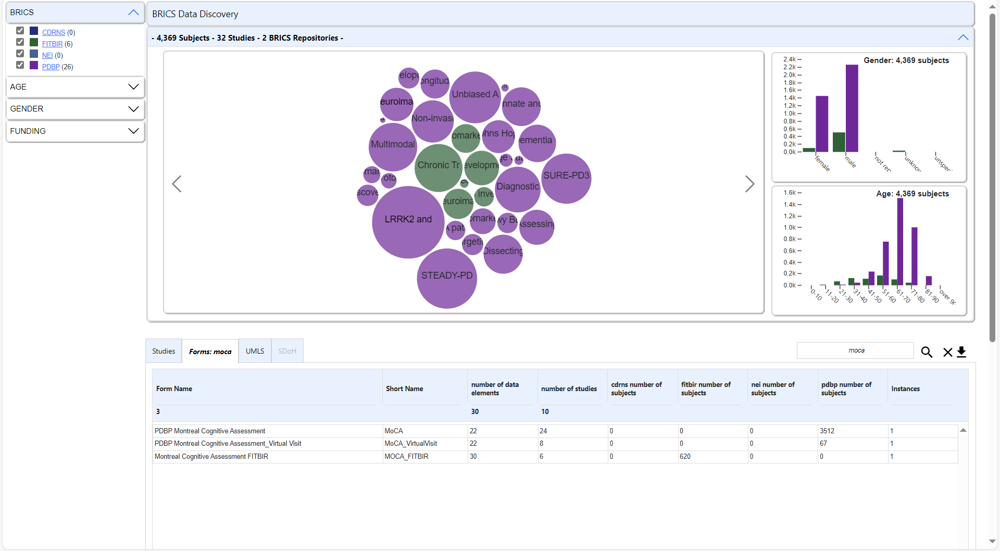 BRICS
CDRNS (0)
FITBIR (6)
NEI (0)
PDBP (26)
AGE
GENDER
FUNDING
BRICS Data Discovery
- 4,369 Subjects - 32 Studies - 2 BRICS Repositories -
elop
ongitud
Unbiased A
nnate and
euroima
Non-invasi
Multimodal
omarke
ohns Hop
ementia
Chronic Tr
evelopme
SURE-PD3
Diagnostic
oto
scove
inve
euroima
LRRK2 and
omarke
wy Bo
Assessing
A pat
rgetin
Dissecting
STEADY-PD
Gender: 4,369 subjects
2.4k
2.2k
2.0k
1.8k
1.6k
1.4k
1.2k
1.0k
0.8k
0.6k
0.4k
0.2k
0.0k
female
male
not rep
unknov
unspec
Age: 4,369 subjects
1.6k
1.4k
1.2k
1.0k
0.8k
0.6k
0.4k
0.2k
0.0k
0-10
11-20
21-30
31-40
41-50
51-60
61-70
71-80
81-90
over 9
Studies
Forms: moca
UMLS
SDoH
moca
Form Name Short Name number of data elements number of studies cdrns number of subjects fitbir number of subjects nei number of subjects pdbp number of subjects Instances
3 30 10
PDBP Montreal Cognitive Assessment MoCA 22 24 0 0 0 3512 1
PDBP Montreal Cognitive Assessment_Virtual Visit MoCA_VirtualVisit 22 8 0 0 0 67 1
Montreal Cognitive Assessment FITBIR MOCA_FITBIR 30 6 0 620 0 0 1